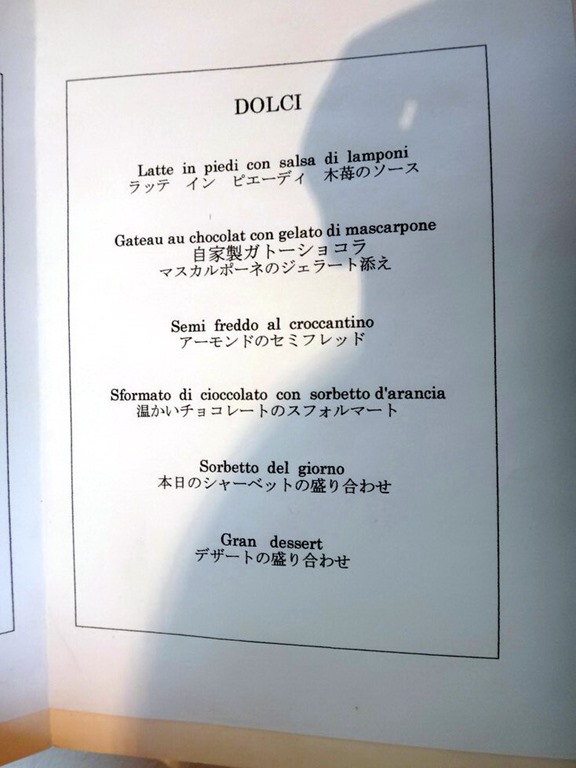 DOLCI
Latte in piedi con salsa di lamponi
ラッテ イン ピエーディ 木苺のソース
Gateau au chocolat con gelato di mascarpone
自家製ガトーショコラ
マスカルポーネのジェラート添え
Semi freddo al croccantino
アーモンドのセミフレッド
Sformato di cioccolato con sorbetto d'arancia
温かいチョコレートのスフォルマート
Sorbetto del giorno
本日のシャーベットの盛り合わせ
Gran dessert
デザートの盛り合わせ